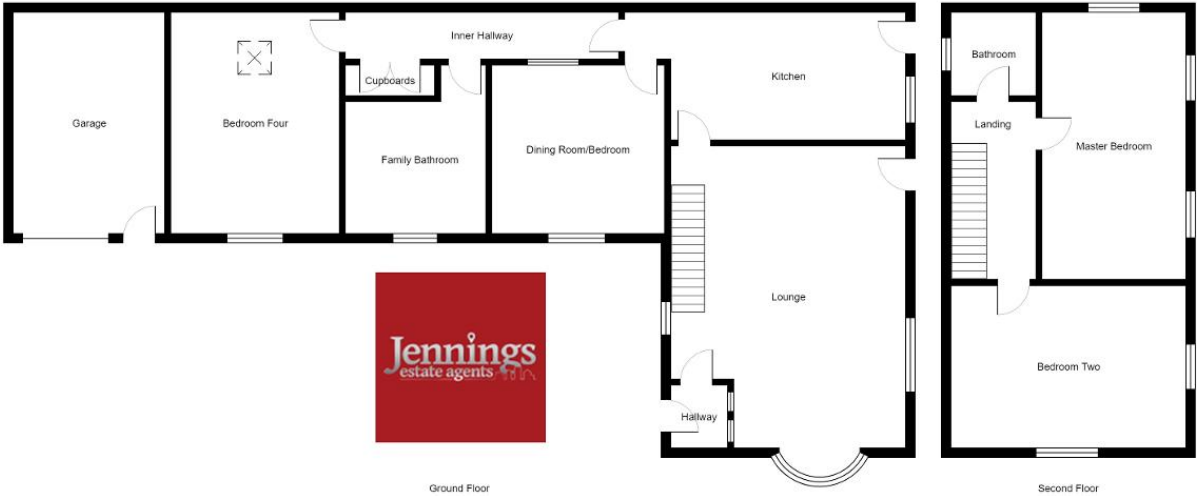 Inner Hallway
Bathroom
Cupboards
Kitchen
Garage
Bedroom Four
Landing
Dining Room/Bedroom
Master Bedroom
Family Bathroom
Lounge
Jennings
estate agents
Bedroom Two
Hallway
Ground Floor
Second Floor